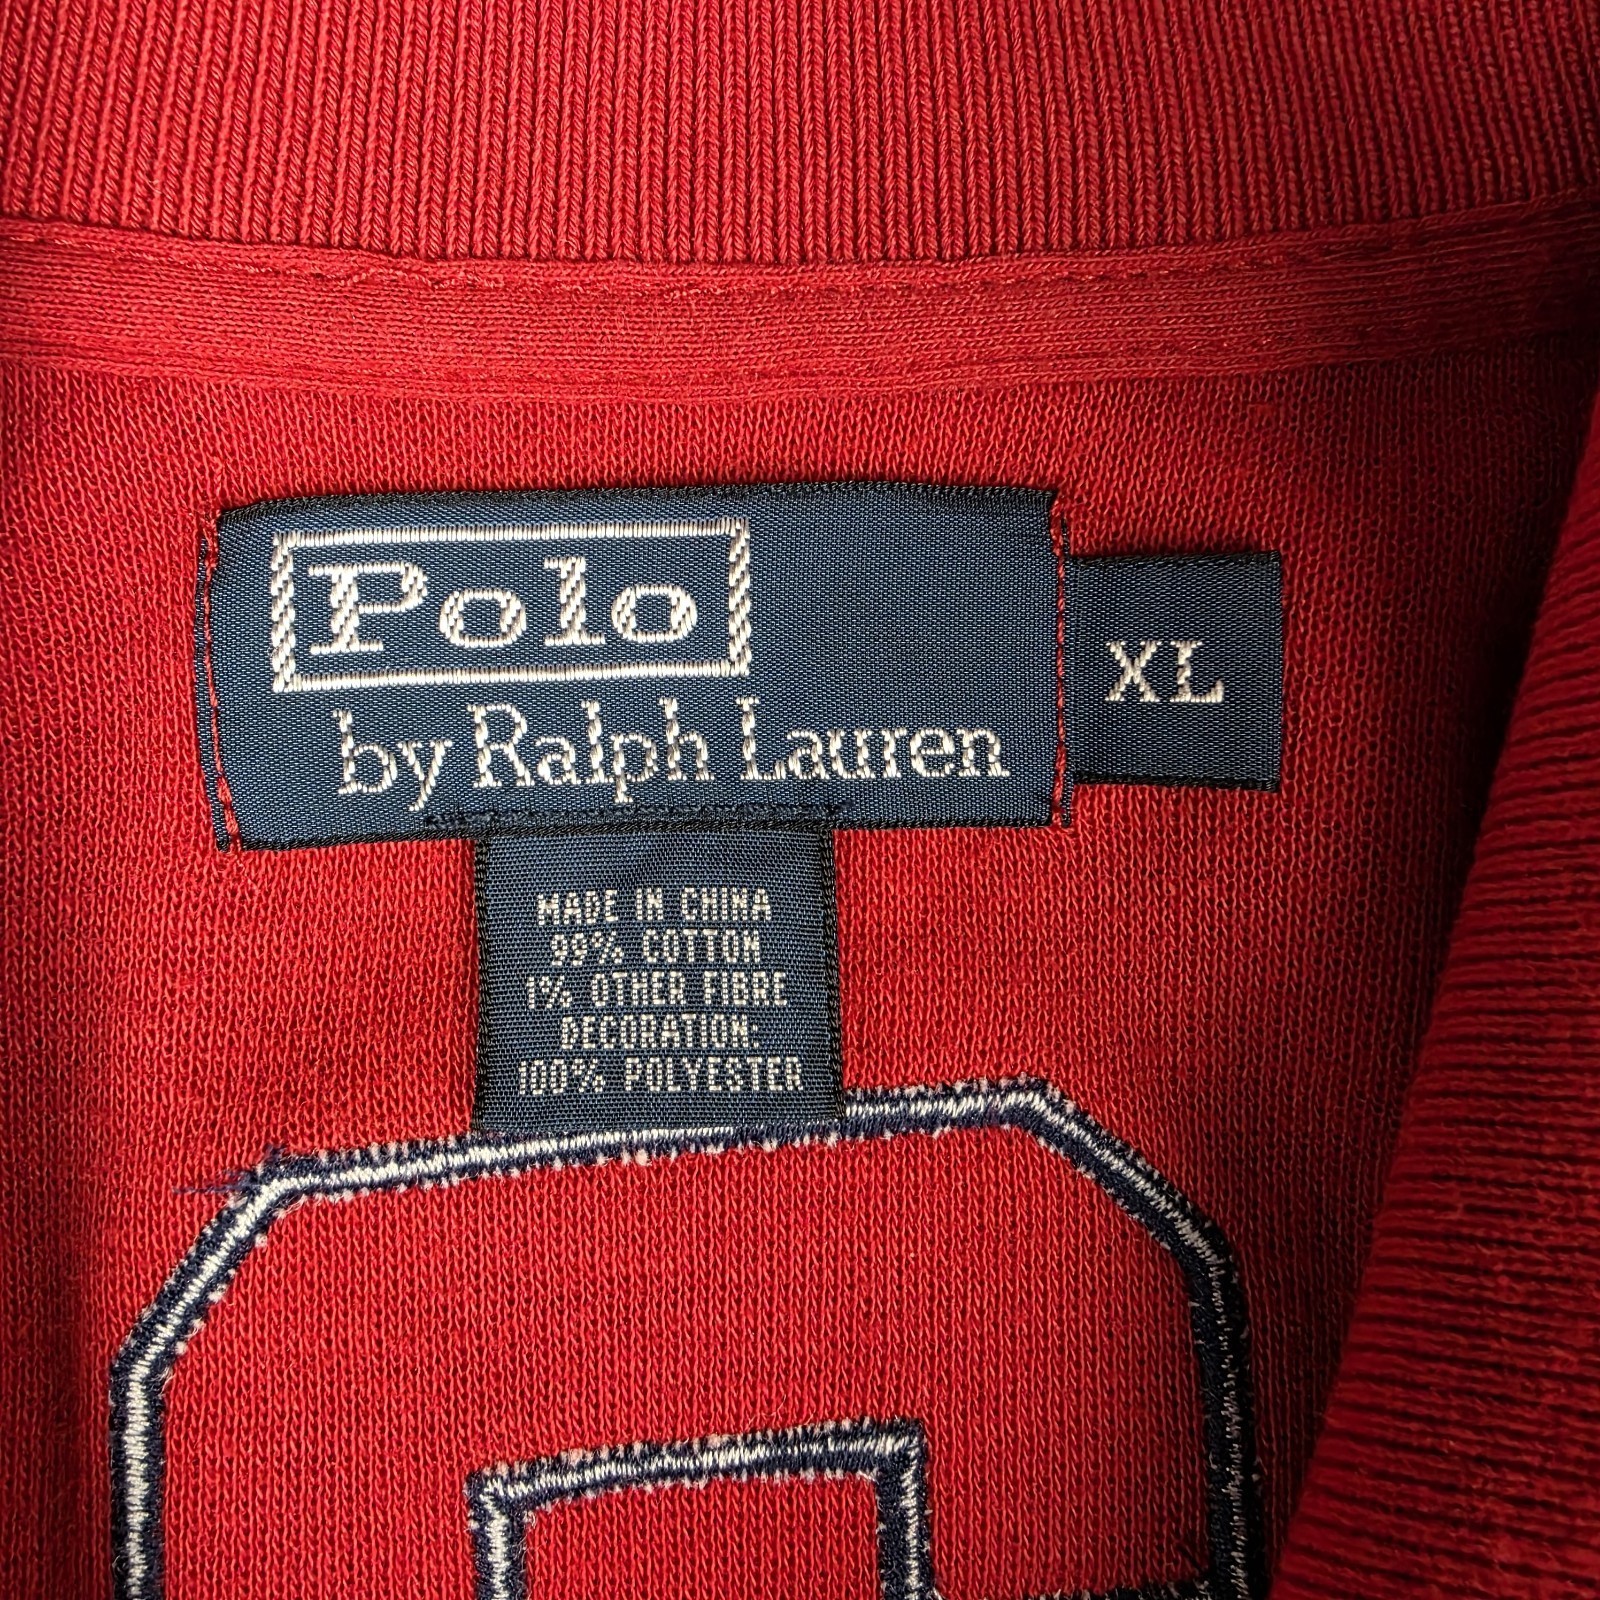 Polo
by Ralph Lauren
XL
MADE IN CHINA
99% COTTON
1% OTHER FIBRE
DECORATION:
100% POLYESTER